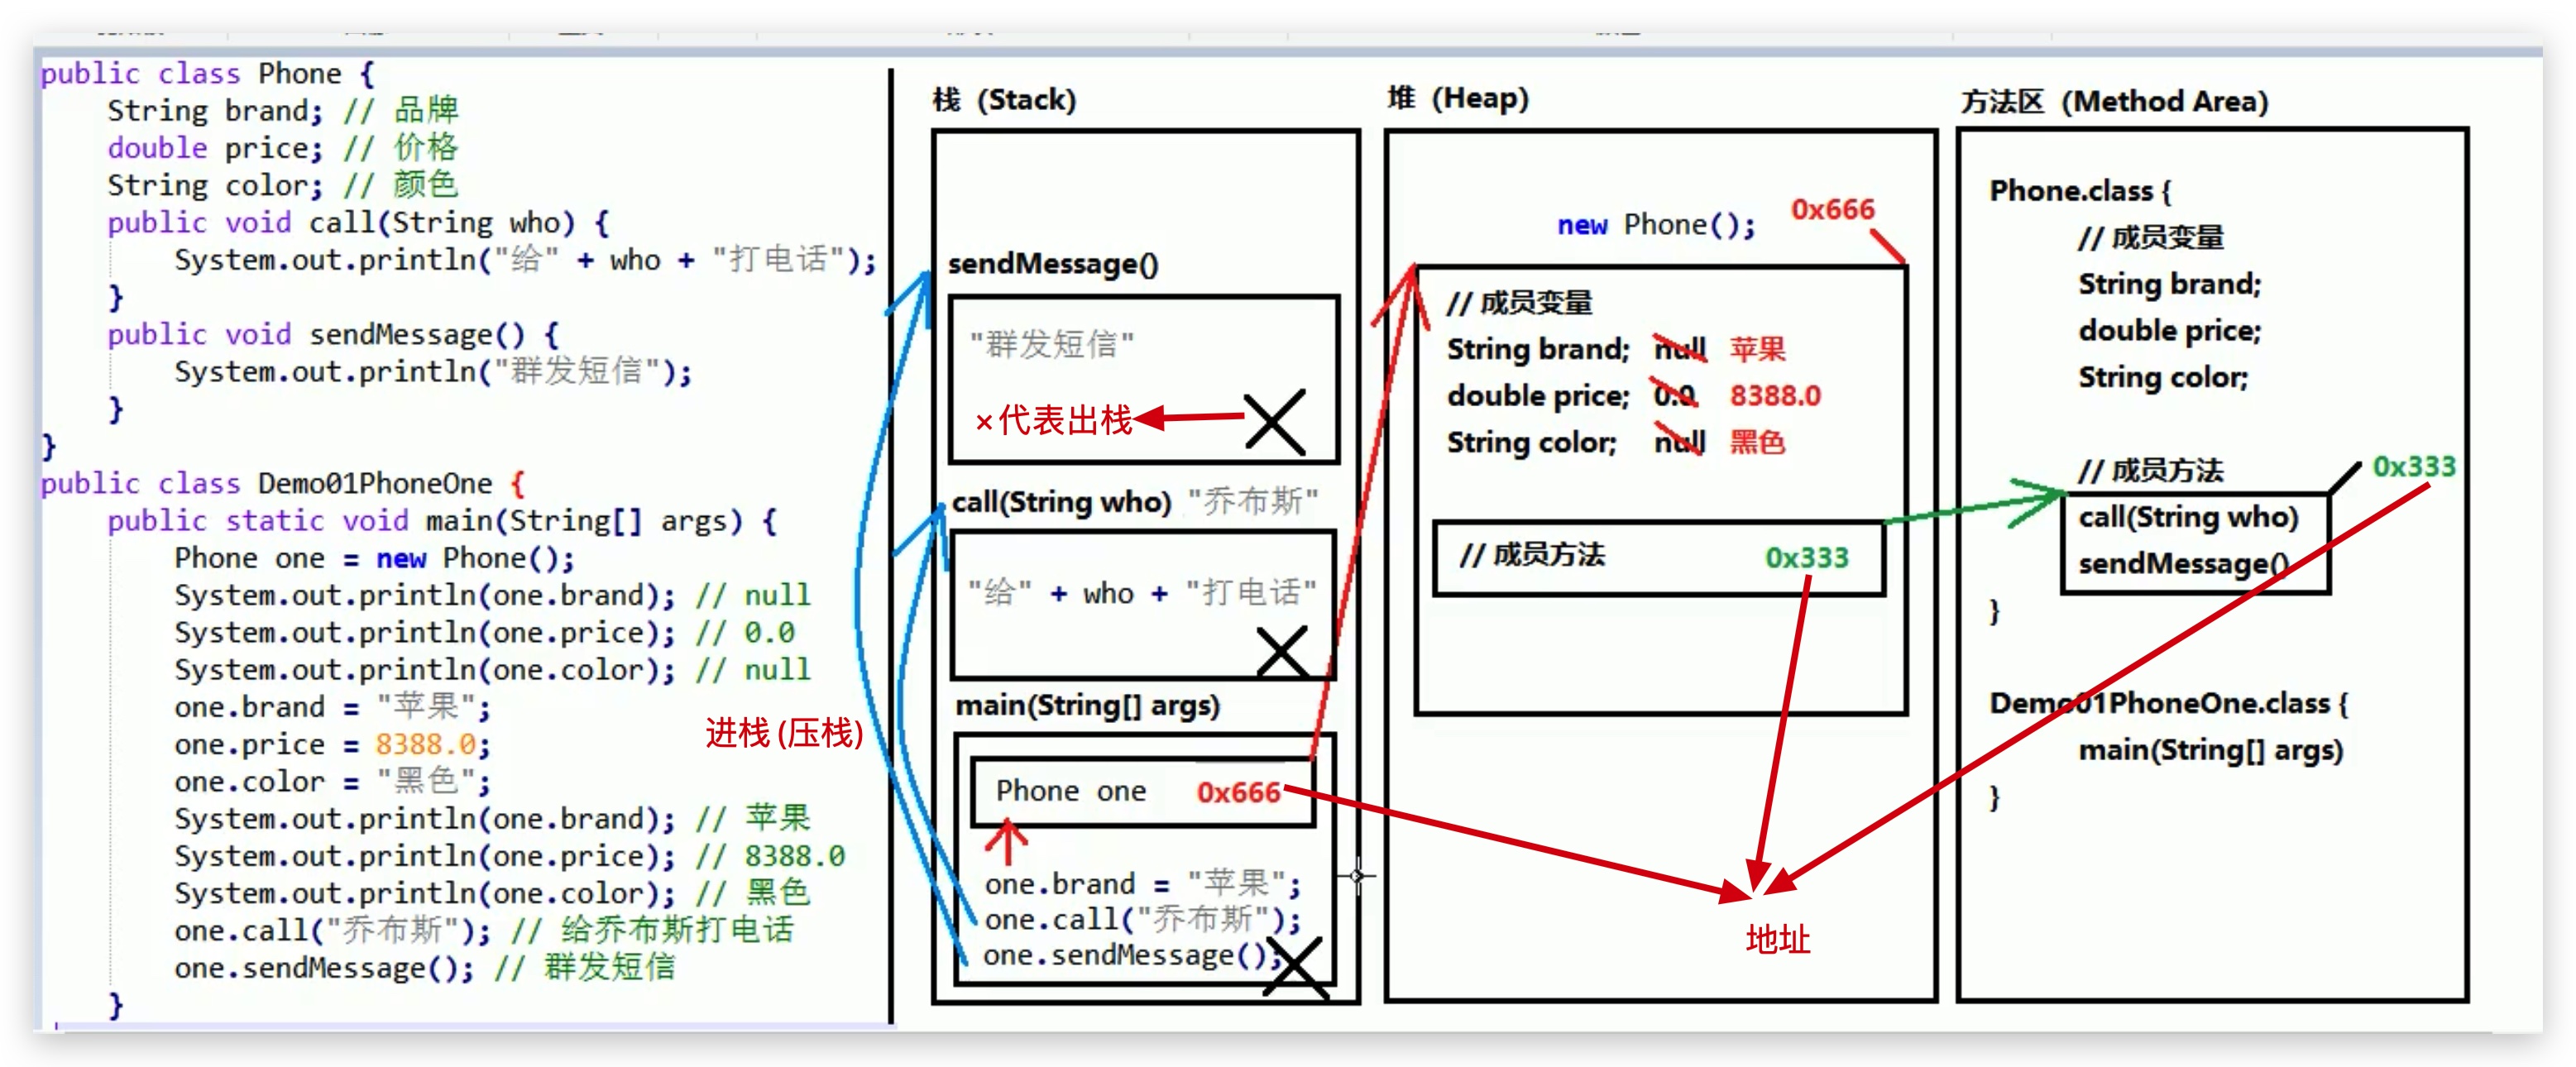 public class Phone {
String brand; // 品牌
double price; // 价格
String color; // 颜色
public void call(String who) {
System.out.println("给" + who + "打电话");
}
public void sendMessage() {
System.out.println("群发短信");
}
}
public class Demo01PhoneOne {
public static void main(String[] args) {
Phone one = new Phone();
System.out.println(one.brand); // null
System.out.println(one.price); // 0.0
System.out.println(one.color); // null
one.brand = "苹果";
one.price = 8388.0;
one.color = "黑色";
System.out.println(one.brand); // 苹果
System.out.println(one.price); // 8388.0
System.out.println(one.color); // 黑色
one.call("乔布斯"); // 给乔布斯打电话
one.sendMessage(); // 群发短信
}
进栈(压栈)
栈 (Stack)
sendMessage()
"群发短信"
×代表出栈
call(String who) "乔布斯"
"给" + who + "打电话"
main(String[] args)
Phone one 0x666
one.brand = "苹果";
one.call("乔布斯");
one.sendMessage();
堆 (Heap)
new Phone(); 0x666
// 成员变量
String brand; null 苹果
double price; 0.0 8388.0
String color; null 黑色
// 成员方法 0x333
地址
方法区 (Method Area)
Phone.class {
// 成员变量
String brand;
double price;
String color;
// 成员方法 0x333
call(String who)
sendMessage()
}
Demo01PhoneOne.class {
main(String[] args)
}